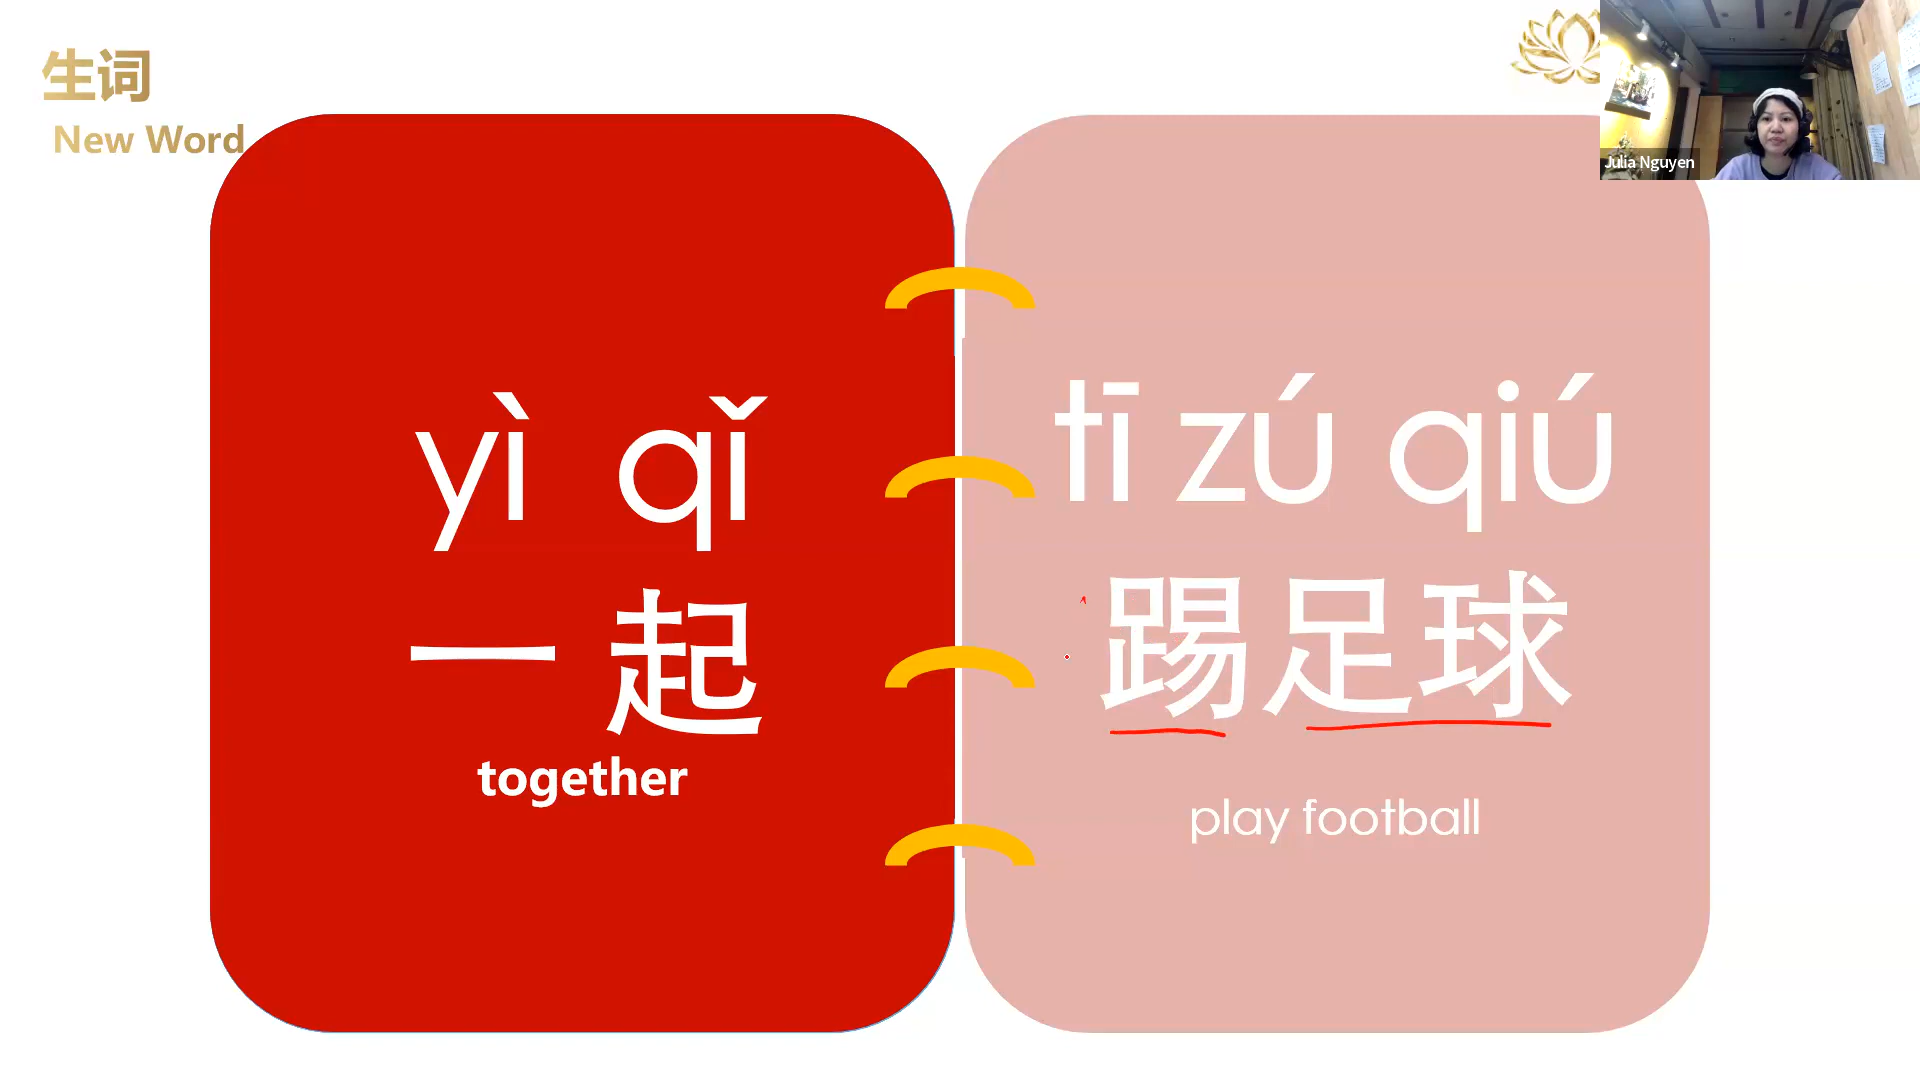 生词
New Word
yì qǐ
一起
together
tī zú qiú
踢足球
play football
Julia Nguyen